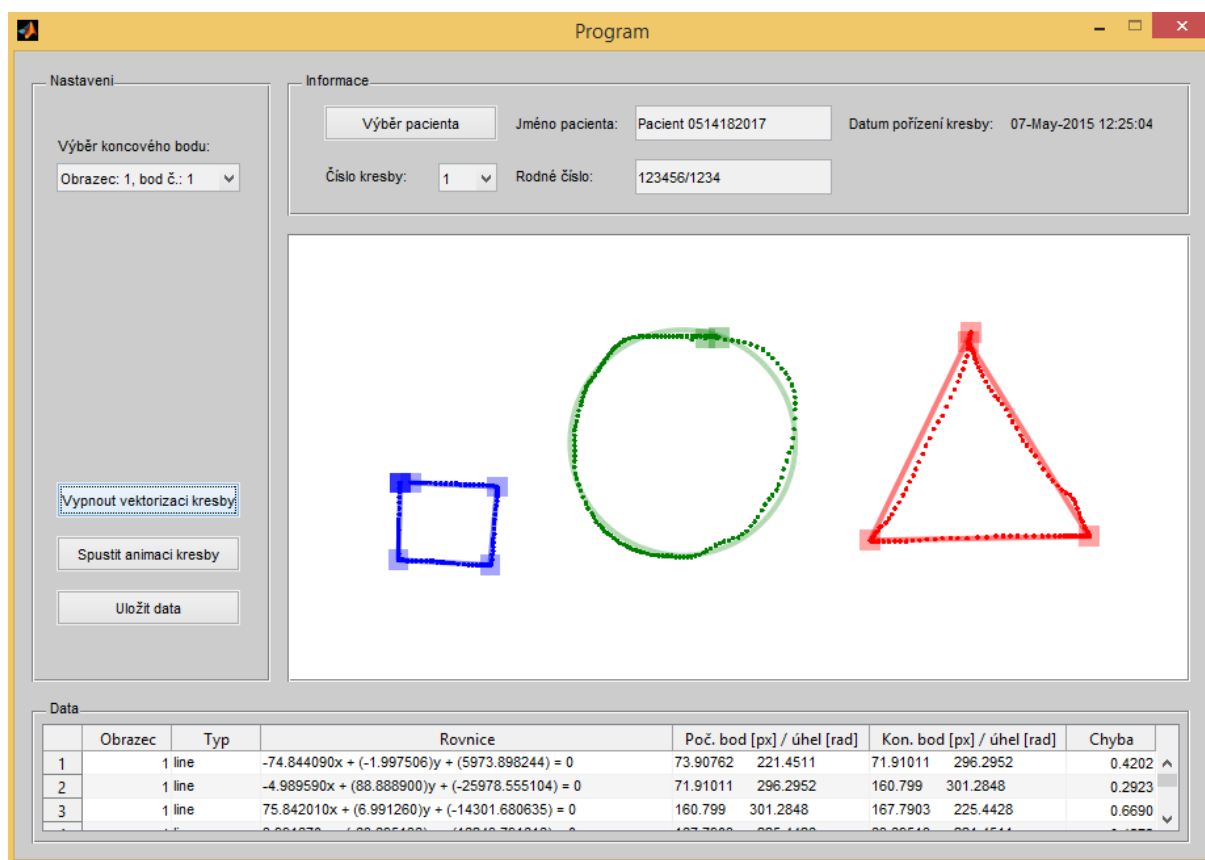 Program
Nastaveni
Výběr koncového bodu:
Obrazec: 1, bod č.: 1
Vypnout vektorizaci kresby
Spustit animaci kresby
Uložit data
Informace
Výběr pacienta
Jméno pacienta:
Pacient 0514182017
Datum pořízení kresby:
07-May-2015 12:25:04
Číslo kresby:
1
Rodné číslo:
123456/1234
Data
Obrazec Typ Rovnice Poč. bod [px] / úhel [rad] Kon. bod [px] / úhel [rad] Chyba
1 1 line -74.844090x + (-1.997506)y + (5973.898244) = 0 73.90762 221.4511 71.91011 296.2952 0.4202
2 1 line -4.989590x + (88.888900)y + (-25978.555104) = 0 71.91011 296.2952 160.799 301.2848 0.2923
3 1 line 75.842010x + (6.991260)y + (-14301.680635) = 0 160.799 301.2848 167.7903 225.4428 0.6690